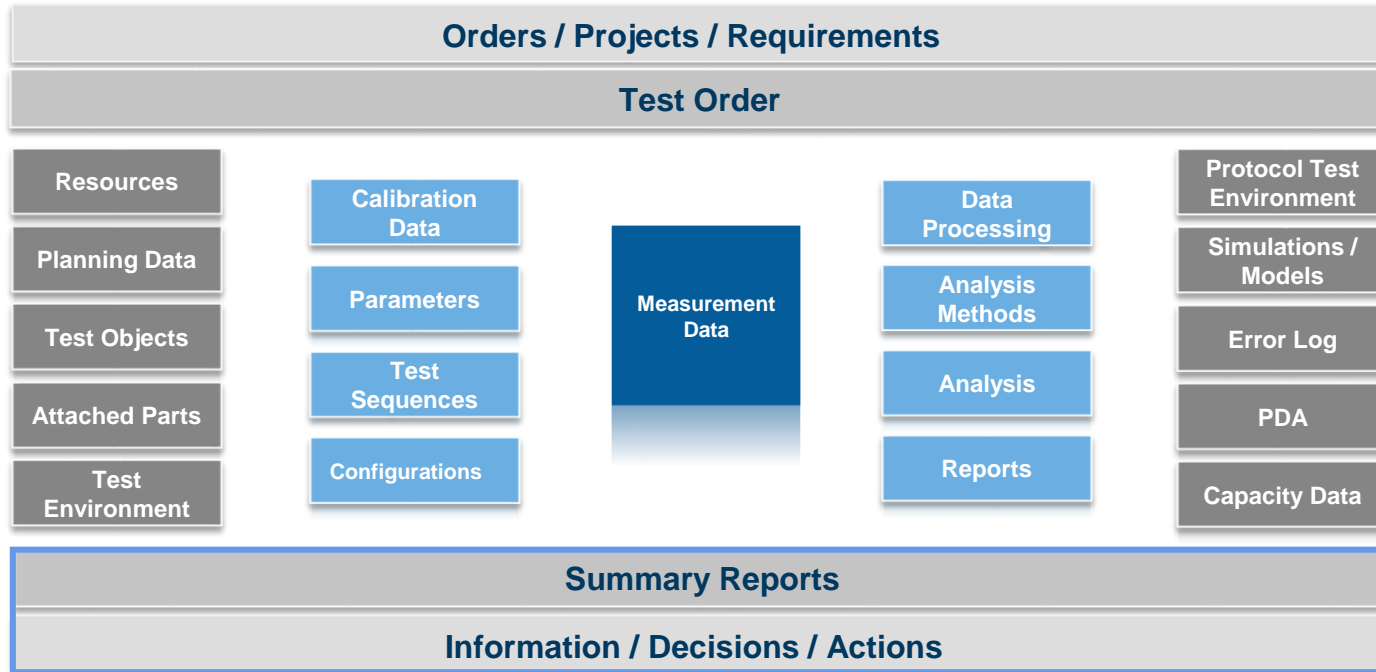 Orders / Projects / Requirements
Test Order
Resources
Planning Data
Test Objects
Attached Parts
Test
Environment
Calibration
Data
Parameters
Test
Sequences
Configurations
Measurement
Data
Data
Processing
Analysis
Methods
Analysis
Reports
Protocol Test
Environment
Simulations /
Models
Error Log
PDA
Capacity Data
Summary Reports
Information / Decisions / Actions